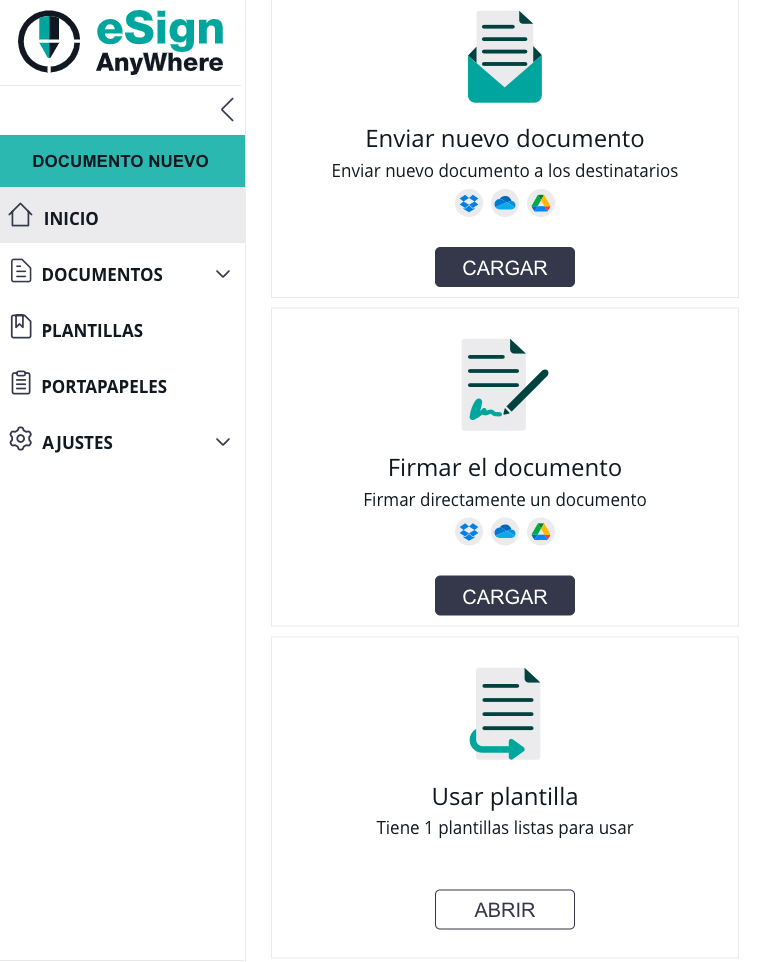 eSign
AnyWhere
DOCUMENTO NUEVO
INICIO
DOCUMENTOS
PLANTILLAS
PORTAPAPELES
AJUSTES
Enviar nuevo documento
Enviar nuevo documento a los destinatarios
CARGAR
Firmar el documento
Firmar directamente un documento
CARGAR
Usar plantilla
Tiene 1 plantillas listas para usar
ABRIR